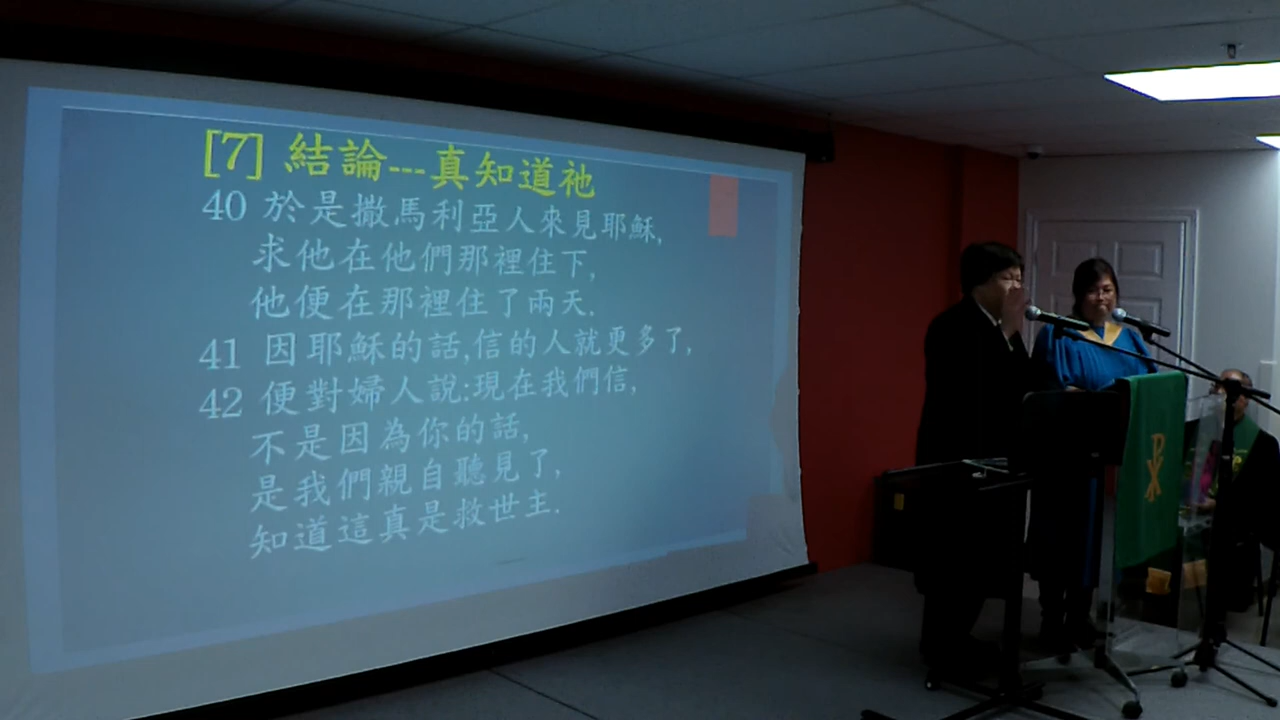 [7] 結論---真知道祂
40 於是撒馬利亞人來見耶穌,
求他在他們那裡住下,
他便在那裡住了兩天.
41 因耶穌的話,信的人就更多了,
42 便對婦人說:現在我們信,
不是因為你的話,
是我們親自聽見了,
知道這真是救世主.